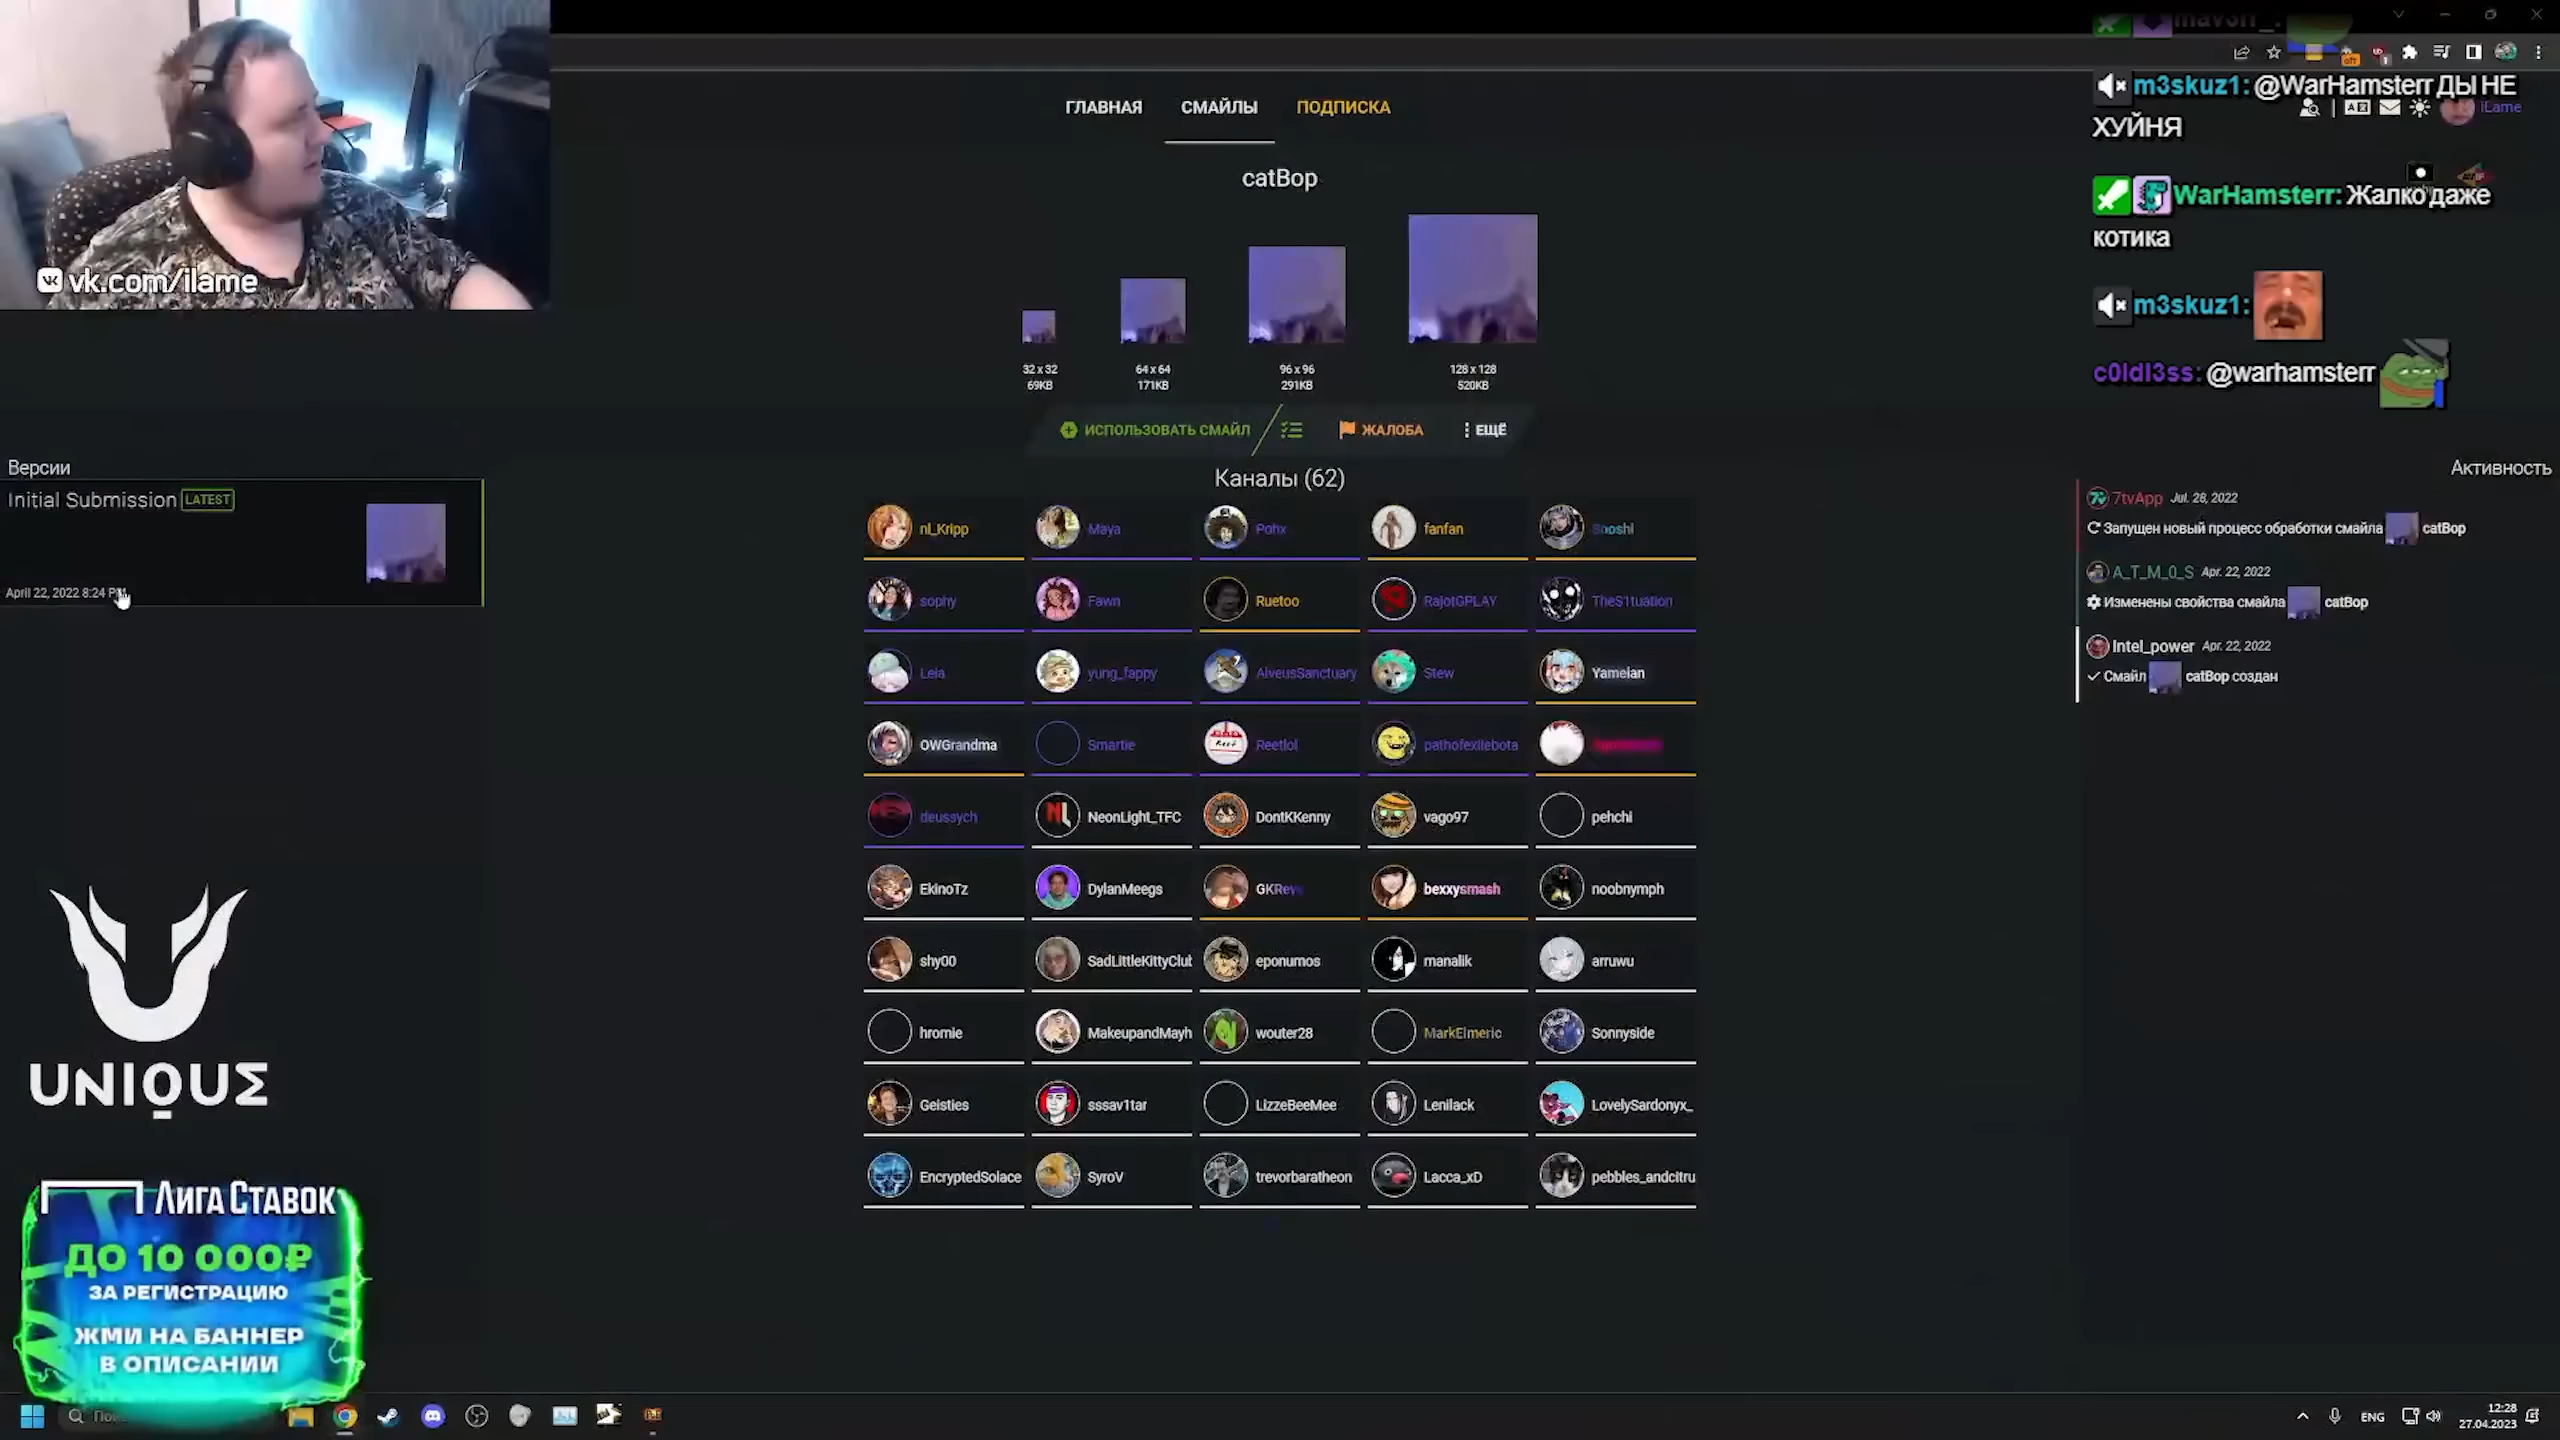 vk.com/ilame
ГЛАВНАЯ
СМАЙЛЫ
ПОДПИСКА
catBop
32 x 32
69KB
64 x 64
171KB
96 x 96
291KB
128 x 128
520KB
ИСПОЛЬЗОВАТЬ СМАЙЛ
ЖАЛОБА
ЕЩЁ
m3skuz1: @WarHamsterr ДЫ НЕ
ХУЙНЯ
iLame
WarHamsterr: Жалко даже
котика
m3skuz1:
c0ldl3ss: @warhamsterr
Версии
Initial Submission LATEST
April 22, 2022 8:24 PM
Каналы (62)
nl_Kripp Maya Pohx fanfan Sooshi
sophy Fawn Ruetoo RajotGPLAY TheS1tuation
Leia yung_fappy AlveusSanctuary Stew Yameian
OWGrandma Smartie Reetlol pathofexilebota
deussych NeonLight_TFC DontKKenny vago97 pehchi
EkinoTz DylanMeegs bexxysmash noobnymph
shy00 SadLittleKittyClub eponumos manalik arruwu
hromie MakeupandMayh wouter28 MarkElmeric Sonnyside
Geisties sssav1tar LizzeBeeMee Lenilack LovelySardonyx_
EncryptedSolace SyroV trevorbaratheon Lacca_xD pebbles_andcitru
Активность
7tvApp Jul. 28, 2022
Запущен новый процесс обработки смайла catBop
A_T_M_0_S Apr. 22, 2022
Изменены свойства смайла catBop
Intel_power Apr. 22, 2022
Смайл catBop создан
UNIQUΣ
ЛИГА СТАВОК
ДО 10 000₽
ЗА РЕГИСТРАЦИЮ
ЖМИ НА БАННЕР
В ОПИСАНИИ
ENG
12:28
27.04.2023